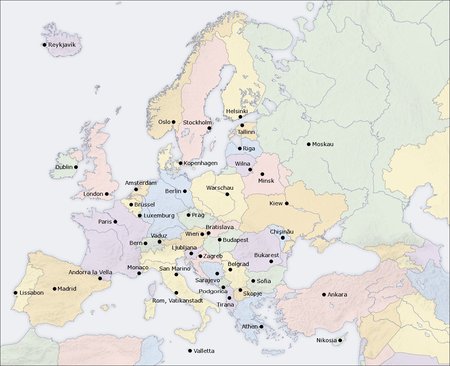 Reykjavík
Helsinki
Oslo
Stockholm
Tallinn
Riga
Moskau
Kopenhagen
Dublin
Wilna
Minsk
Amsterdam
London
Berlin
Warschau
Brüssel
Kiew
Luxemburg
Prag
Paris
Wien
Bratislava
Vaduz
Bern
Budapest
Chișinău
Ljubljana
Zagreb
Bukarest
Monaco
San Marino
Belgrad
Andorra la Vella
Sarajevo
Sofia
Lissabon
Madrid
Podgorica
Skopje
Rom, Vatikanstadt
Tirana
Ankara
Athen
Nikosia
Valletta